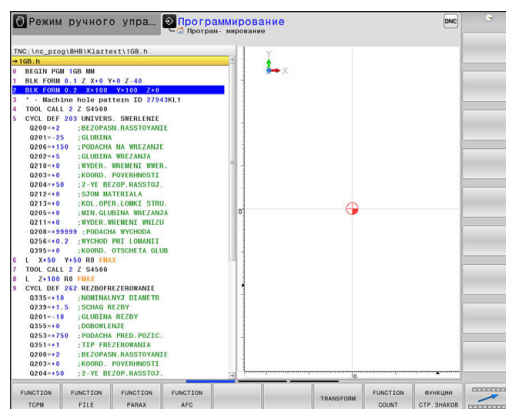 Режим ручного упра...
Программирование
Програм- мирование
DNC
TNC:\nc_prog\BHB\Klartext\1GB.h
→1GB.h
0 BEGIN PGM 1GB MM
1 BLK FORM 0.1 Z X+0 Y+0 Z-40
2 BLK FORM 0.2 X+100 Y+100 Z+0
3 * - Machine hole pattern ID 27943KL1
4 TOOL CALL 2 Z S4500
5 CYCL DEF 203 UNIVERS. SWERLENIE
Q200=+2 ;BEZOPASN.RASSTOYANIE
Q201=-25 ;GLUBINA
Q206=+150 ;PODACHA NA WREZANJE
Q202=+5 ;GLUBINA WREZANJA
Q210=+0 ;WYDER. WREMENI WWER.
Q203=+0 ;KOORD. POVERHNOSTI
Q204=+50 ;2-YE BEZOP.RASSTOJ.
Q212=+0 ;SJOM MATERIALA
Q213=+0 ;KOL.OPER.LOMKI STRU.
Q205=+0 ;MIN.GLUBINA WREZANJA
Q211=+0 ;WYDER.WREMENI WNIZU
Q208=+99999 ;PODACHA WYCHODA
Q256=+0.2 ;WYCHOD PRI LOMANII
Q395=+0 ;KOORD. OTSCHETA GLUB
6 L X+50 Y+50 R0 FMAX
7 TOOL CALL 2 Z S4500
8 L Z+100 R0 FMAX
9 CYCL DEF 262 REZBOFREZEROWANIE
Q335=+10 ;NOMINALNYJ DIAMETR
Q239=+1.5 ;SCHAG REZBY
Q201=-18 ;GLUBINA REZBY
Q355=+0 ;DOBOWLENJE
Q253=+750 ;PODACHA PRED.POZIC.
Q351=+1 ;TIP FREZEROWANIA
Q200=+2 ;BEZOPASN.RASSTOYANIE
Q203=+0 ;KOORD. POVERHNOSTI
Q204=+50 ;2-YE BEZOP.RASSTOJ.
Y
X
0
0
FUNCTION TCPM
FUNCTION FILE
FUNCTION PARAX
FUNCTION AFC
TRANSFORM
FUNCTION COUNT
ФУНКЦИИ СТР.ЗНАКОВ